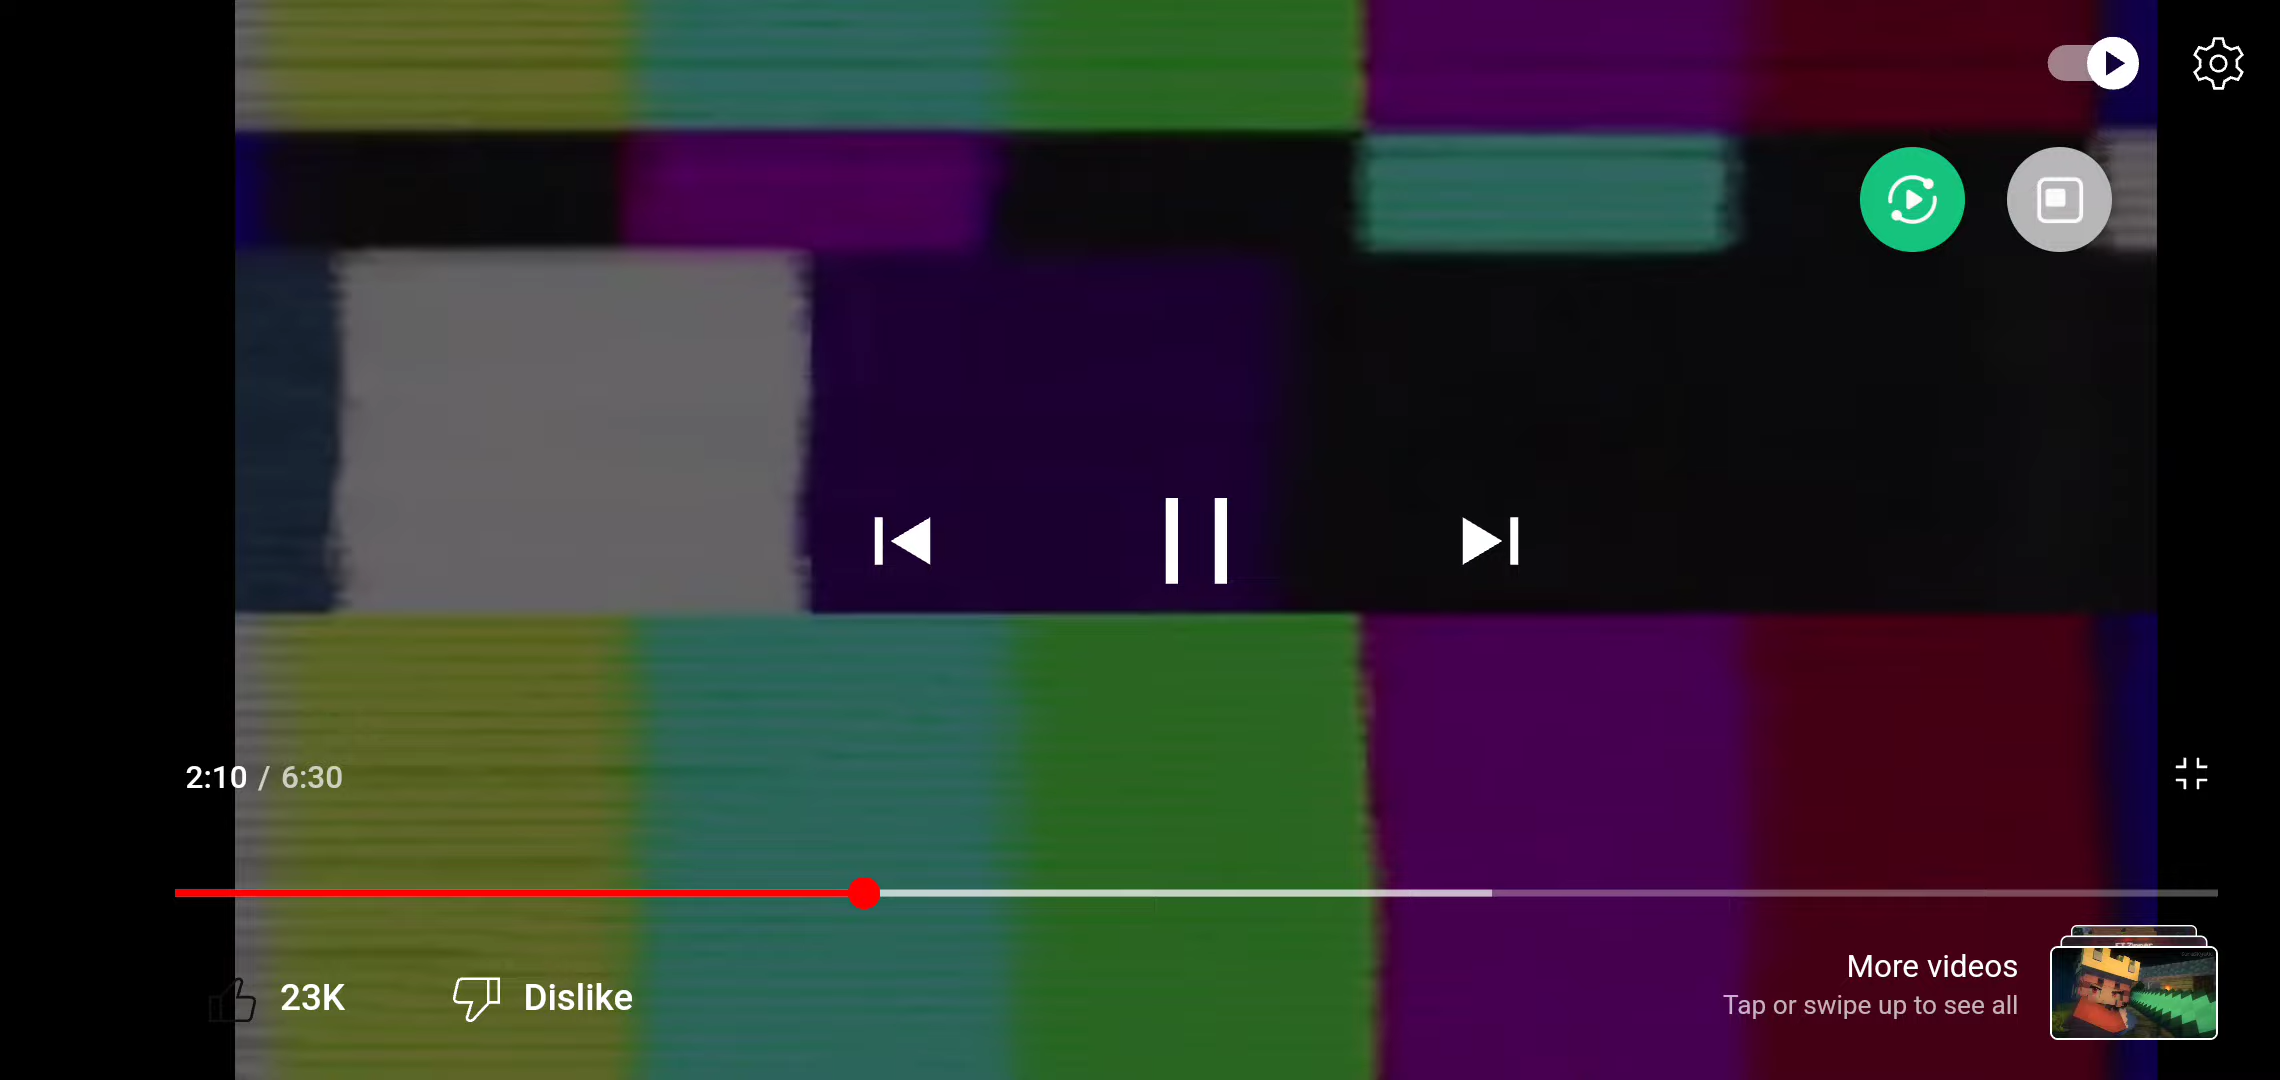 2:10 / 6:30
23K
Dislike
More videos
Tap or swipe up to see all